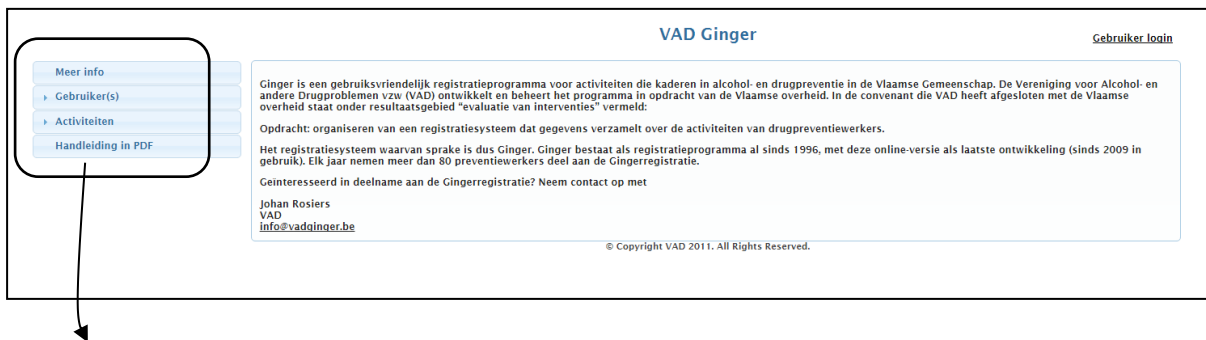 VAD Ginger
Gebruiker login
Meer info
Gebruiker(s)
Activiteiten
Handleiding in PDF
Ginger is een gebruiksvriendelijk registratieprogramma voor activiteiten die kaderen in alcohol- en drugpreventie in de Vlaamse Gemeenschap. De Vereniging voor Alcohol- en
andere Drugproblemen vzw (VAD) ontwikkelt en beheert het programma in opdracht van de Vlaamse overheid. In de convenant die VAD heeft afgesloten met de Vlaamse
overheid staat onder resultaatsgebied “evaluatie van interventies” vermeld:
Opdracht: organiseren van een registratiesysteem dat gegevens verzamelt over de activiteiten van drugpreventiewerkers.
Het registratiesysteem waarvan sprake is dus Ginger. Ginger bestaat als registratieprogramma al sinds 1996, met deze online-versie als laatste ontwikkeling (sinds 2009 in
gebruik). Elk jaar nemen meer dan 80 preventiewerkers deel aan de Gingerregistratie.
Geïnteresseerd in deelname aan de Gingerregistratie? Neem contact op met
Johan Rosiers
VAD
info@vadginger.be
© Copyright VAD 2011. All Rights Reserved.